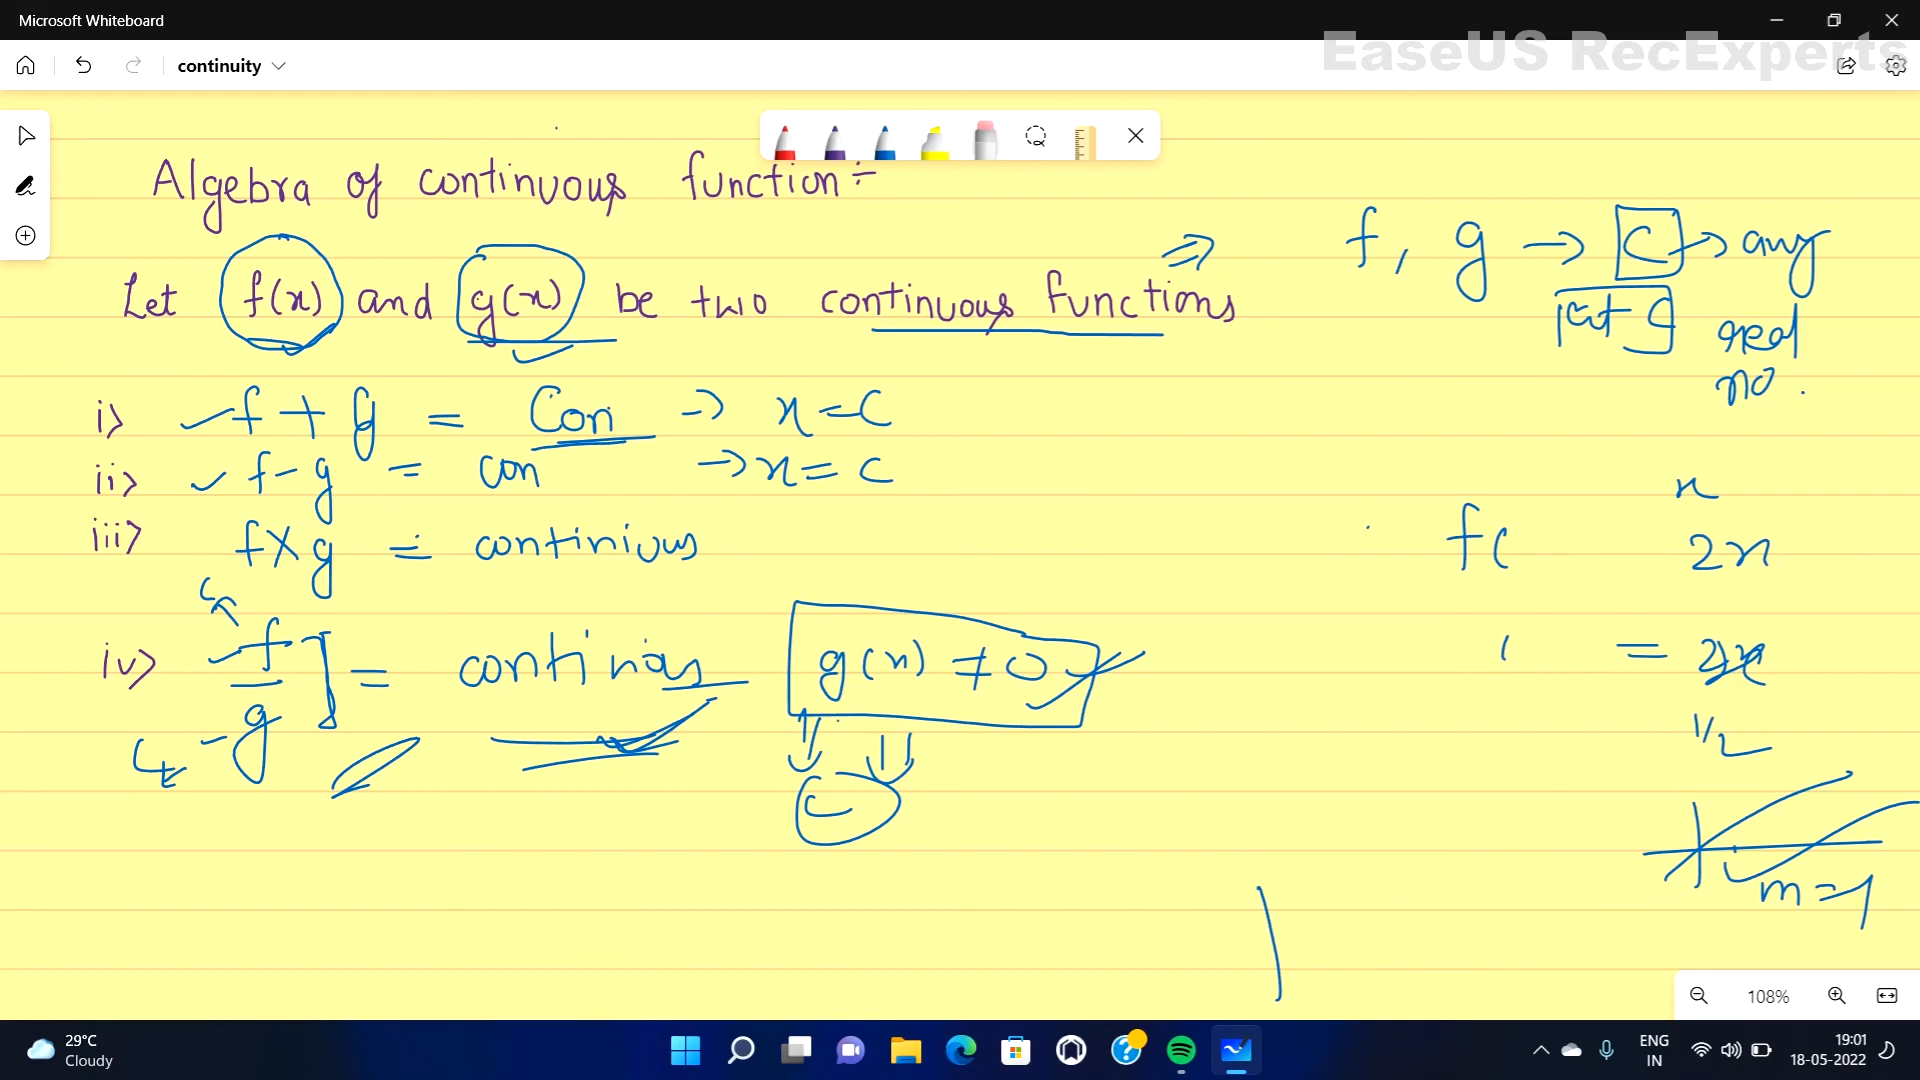 Microsoft Whiteboard
EaseUS RecExperts
continuity
Algebra of continuous function:-
f, g → C → any
real
no.
Let f(x) and g(x) be two continuous functions ⇒
i> f + g = Con → x = C
ii> f - g = con → x = c
iii> f × g = continious
iv> f
g
= continous g(x) ≠ 0
C
x
f( 2x
= 2x
1/2
m = 1
108%
29°C
Cloudy
ENG
IN
19:01
18-05-2022